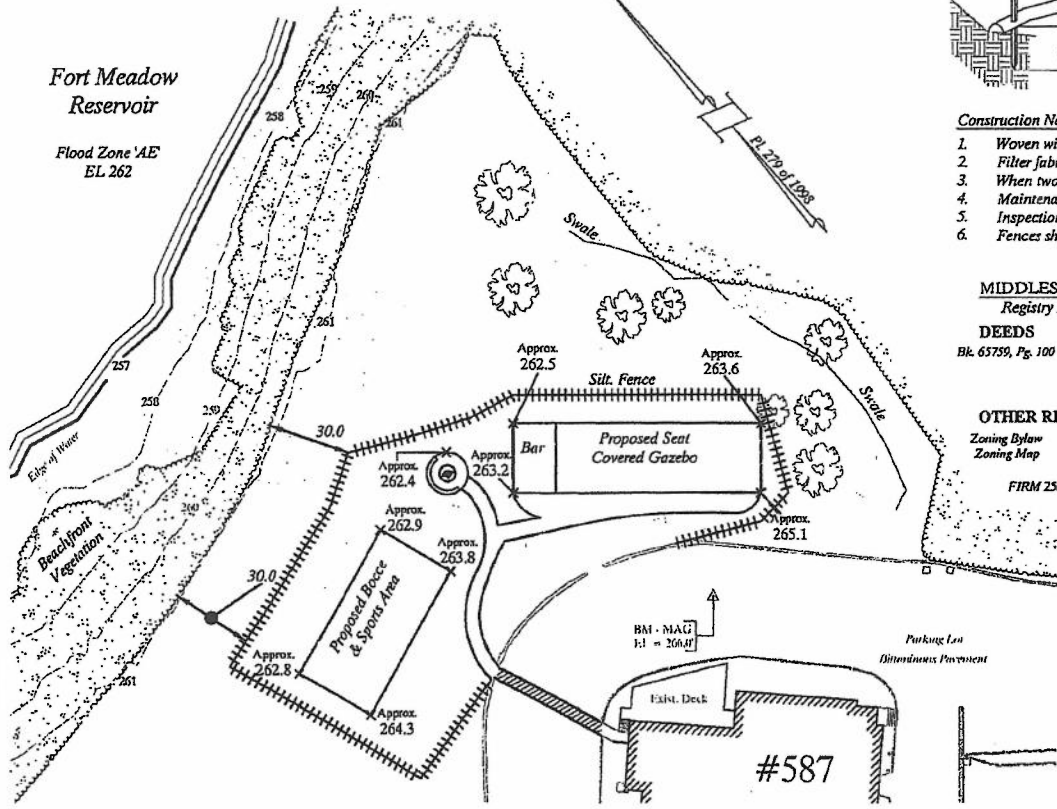 Fort Meadow
Reservoir
Flood Zone 'AE'
EL 262
258
259
260
261
Pl. 279 of 1998
Construction No
1. Woven wi
2. Filter fab
3. When two
4. Maintena
5. Inspection
6. Fences sh
MIDDLES
Registry
DEEDS
Bk. 65759, Pg. 100
OTHER RE
Zoning Bylaw
Zoning Map
FIRM 25
Swale
Swale
261
257
258
259
260
Edge of Water
Beachfront
Vegetation
261
30.0
30.0
Approx.
262.5
Silt. Fence
Approx.
263.6
Bar
Proposed Seat
Covered Gazebo
Approx.
262.4
Approx.
263.2
Approx.
265.1
Approx.
262.9
Approx.
263.8
Proposed Bocce
& Sports Area
Approx.
262.8
Approx.
264.3
BM - MAG
Parking Lot
Bituminous Pavement
Exist. Deck
#587